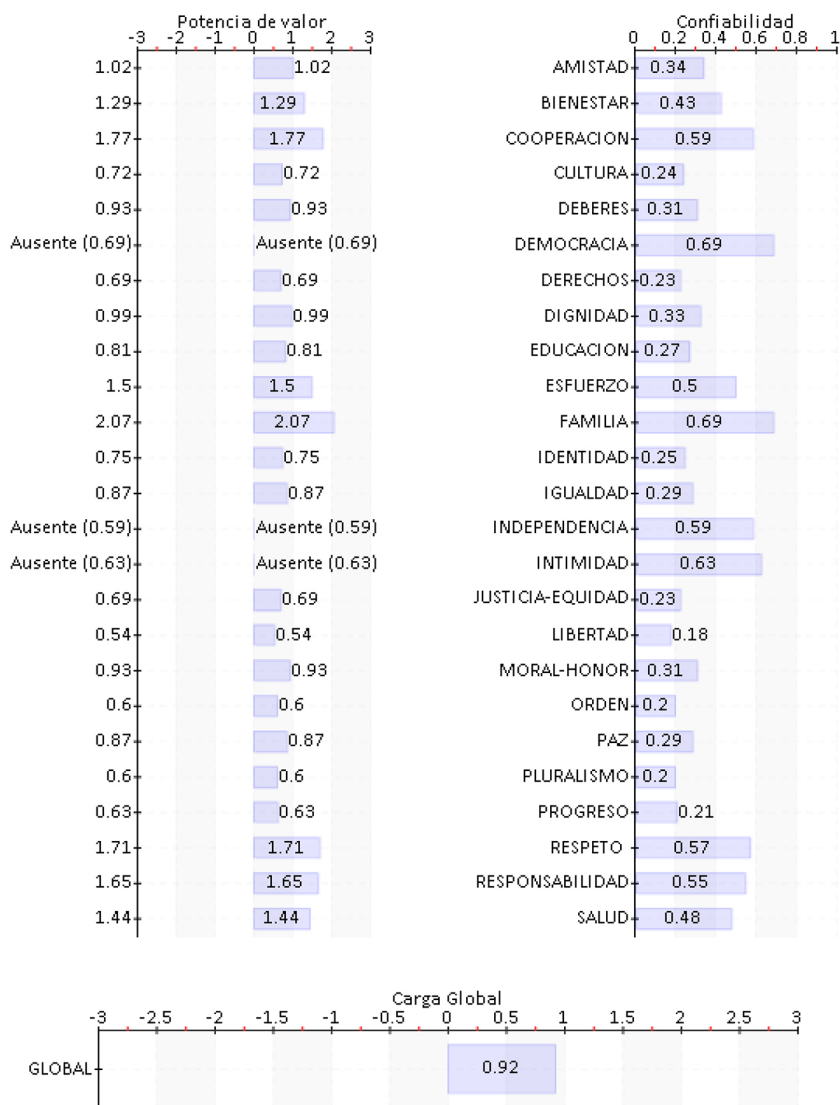 Potencia de valor Confiabilidad
-3 -2 -1 0 1 2 3 0 0.2 0.4 0.6 0.8 1
1.02 1.02 AMISTAD 0.34
1.29 1.29 BIENESTAR 0.43
1.77 1.77 COOPERACION 0.59
0.72 0.72 CULTURA 0.24
0.93 0.93 DEBERES 0.31
Ausente (0.69) Ausente (0.69) DEMOCRACIA 0.69
0.69 0.69 DERECHOS 0.23
0.99 0.99 DIGNIDAD 0.33
0.81 0.81 EDUCACION 0.27
1.5 1.5 ESFUERZO 0.5
2.07 2.07 FAMILIA 0.69
0.75 0.75 IDENTIDAD 0.25
0.87 0.87 IGUALDAD 0.29
Ausente (0.59) Ausente (0.59) INDEPENDENCIA 0.59
Ausente (0.63) Ausente (0.63) INTIMIDAD 0.63
0.69 0.69 JUSTICIA-EQUIDAD 0.23
0.54 0.54 LIBERTAD 0.18
0.93 0.93 MORAL-HONOR 0.31
0.6 0.6 ORDEN 0.2
0.87 0.87 PAZ 0.29
0.6 0.6 PLURALISMO 0.2
0.63 0.63 PROGRESO 0.21
1.71 1.71 RESPETO 0.57
1.65 1.65 RESPONSABILIDAD 0.55
1.44 1.44 SALUD 0.48
Carga Global
-3 -2.5 -2 -1.5 -1 -0.5 0 0.5 1 1.5 2 2.5 3
GLOBAL 0.92